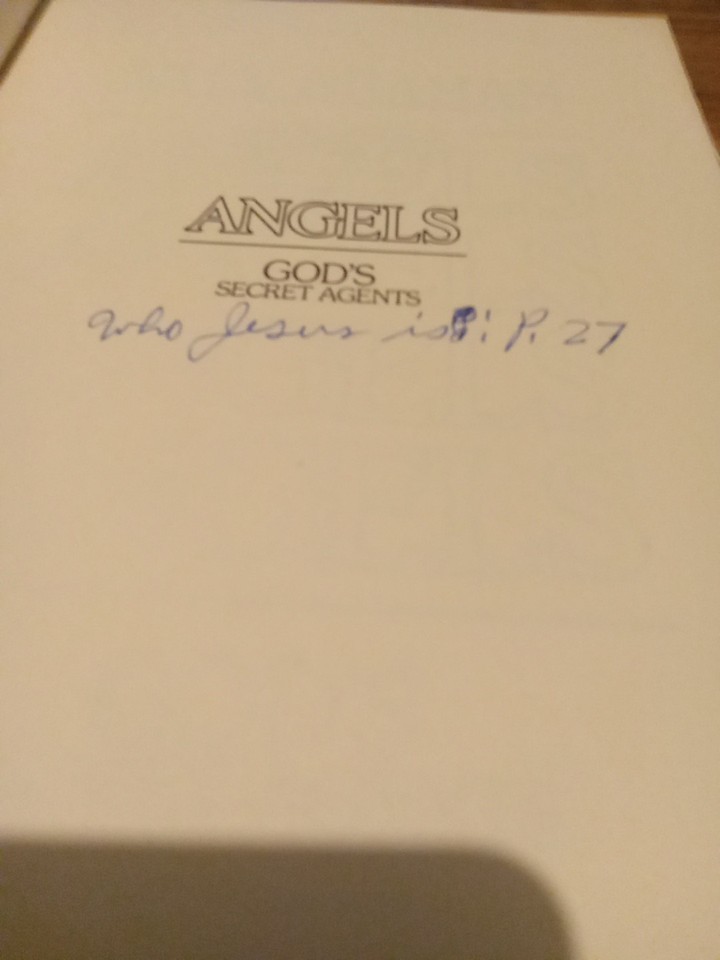 ANGELS
GOD'S
SECRET AGENTS
Who Jesus is: P. 27